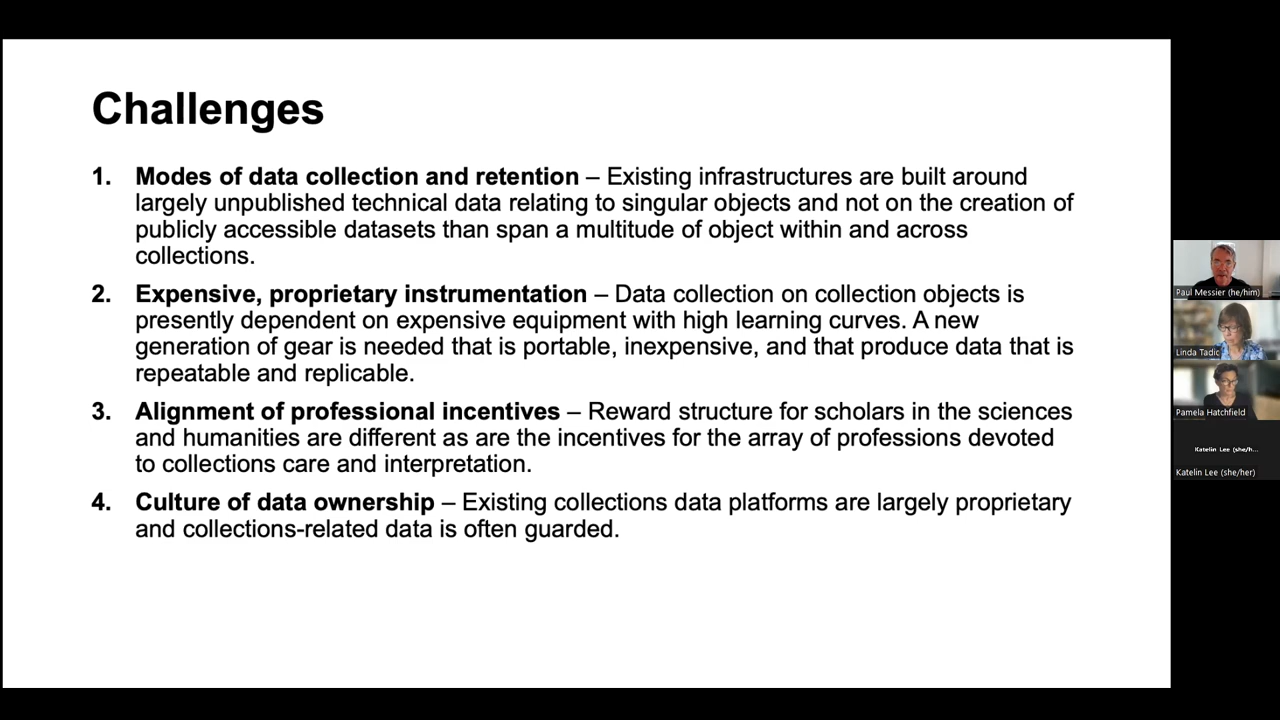 Challenges
1. Modes of data collection and retention – Existing infrastructures are built around
largely unpublished technical data relating to singular objects and not on the creation of
publicly accessible datasets than span a multitude of object within and across
collections.
2. Expensive, proprietary instrumentation – Data collection on collection objects is
presently dependent on expensive equipment with high learning curves. A new
generation of gear is needed that is portable, inexpensive, and that produce data that is
repeatable and replicable.
3. Alignment of professional incentives – Reward structure for scholars in the sciences
and humanities are different as are the incentives for the array of professions devoted
to collections care and interpretation.
4. Culture of data ownership – Existing collections data platforms are largely proprietary
and collections-related data is often guarded.
Paul Messier (he/him)
Linda Tadic
Pamela Hatchfield
Katelin Lee (she/h...
Katelin Lee (she/her)